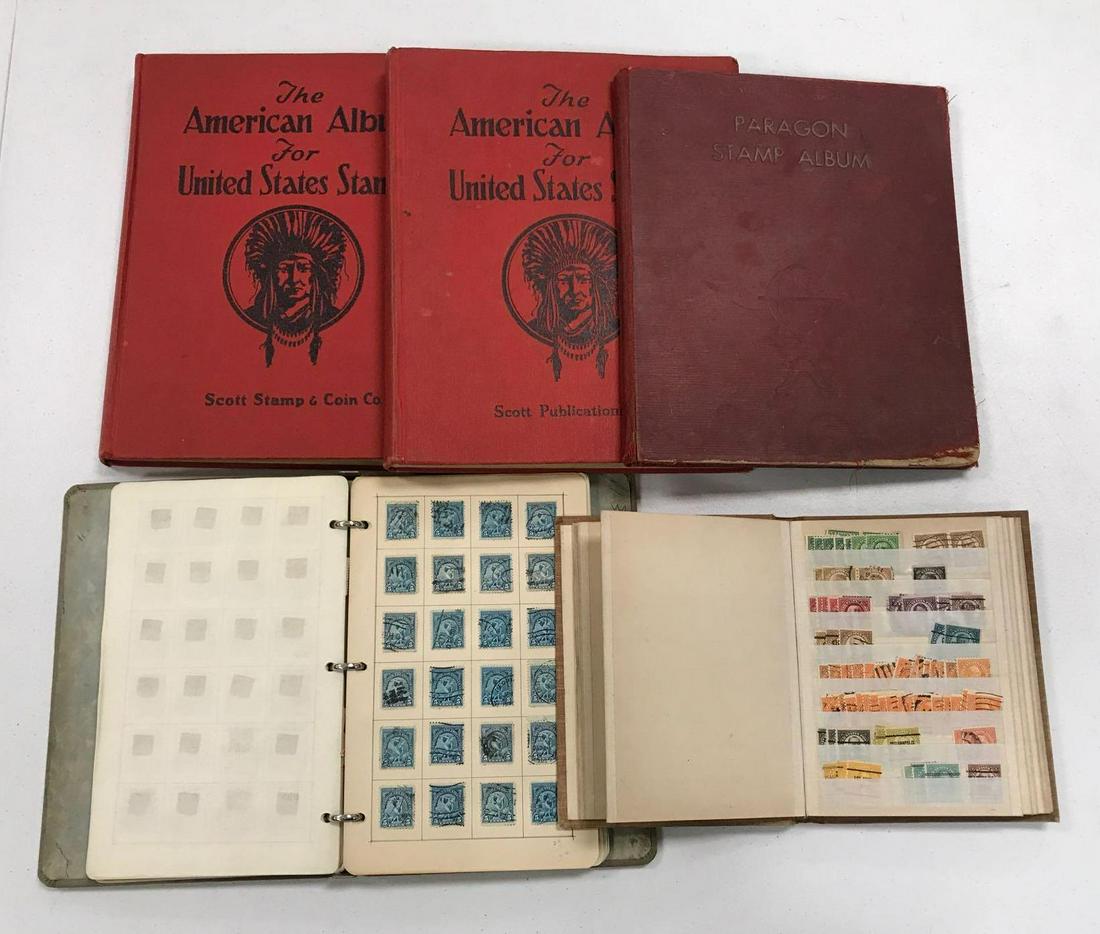 The
American Albu
For
United States Stam
Scott Stamp & Coin Co.
The
American A
For
United States S
Scott Publication
PARAGON
STAMP ALBUM